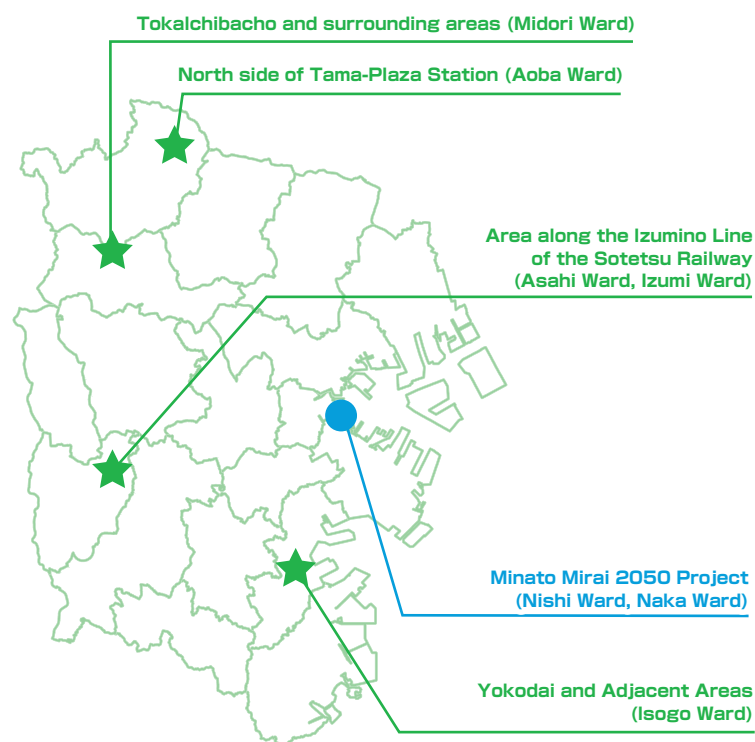 Tokalchibacho and surrounding areas (Midori Ward)
North side of Tama-Plaza Station (Aoba Ward)
Area along the Izumino Line
of the Sotetsu Railway
(Asahi Ward, Izumi Ward)
Minato Mirai 2050 Project
(Nishi Ward, Naka Ward)
Yokodai and Adjacent Areas
(Isogo Ward)